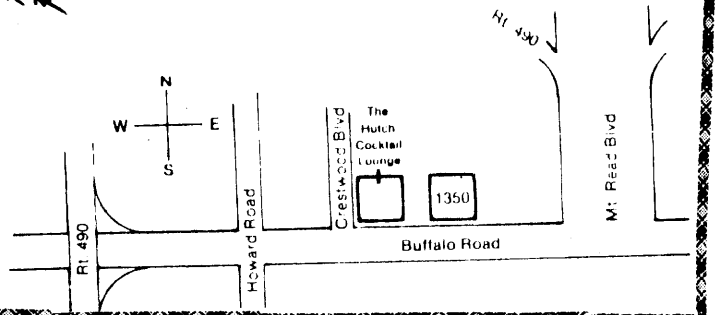 Rt 490
N
W E
S
The
Hutch
Cocktail
Lounge
1350
Crestwood Blvd
Mt. Read Blvd
Howard Road
Rt 490
Buffalo Road